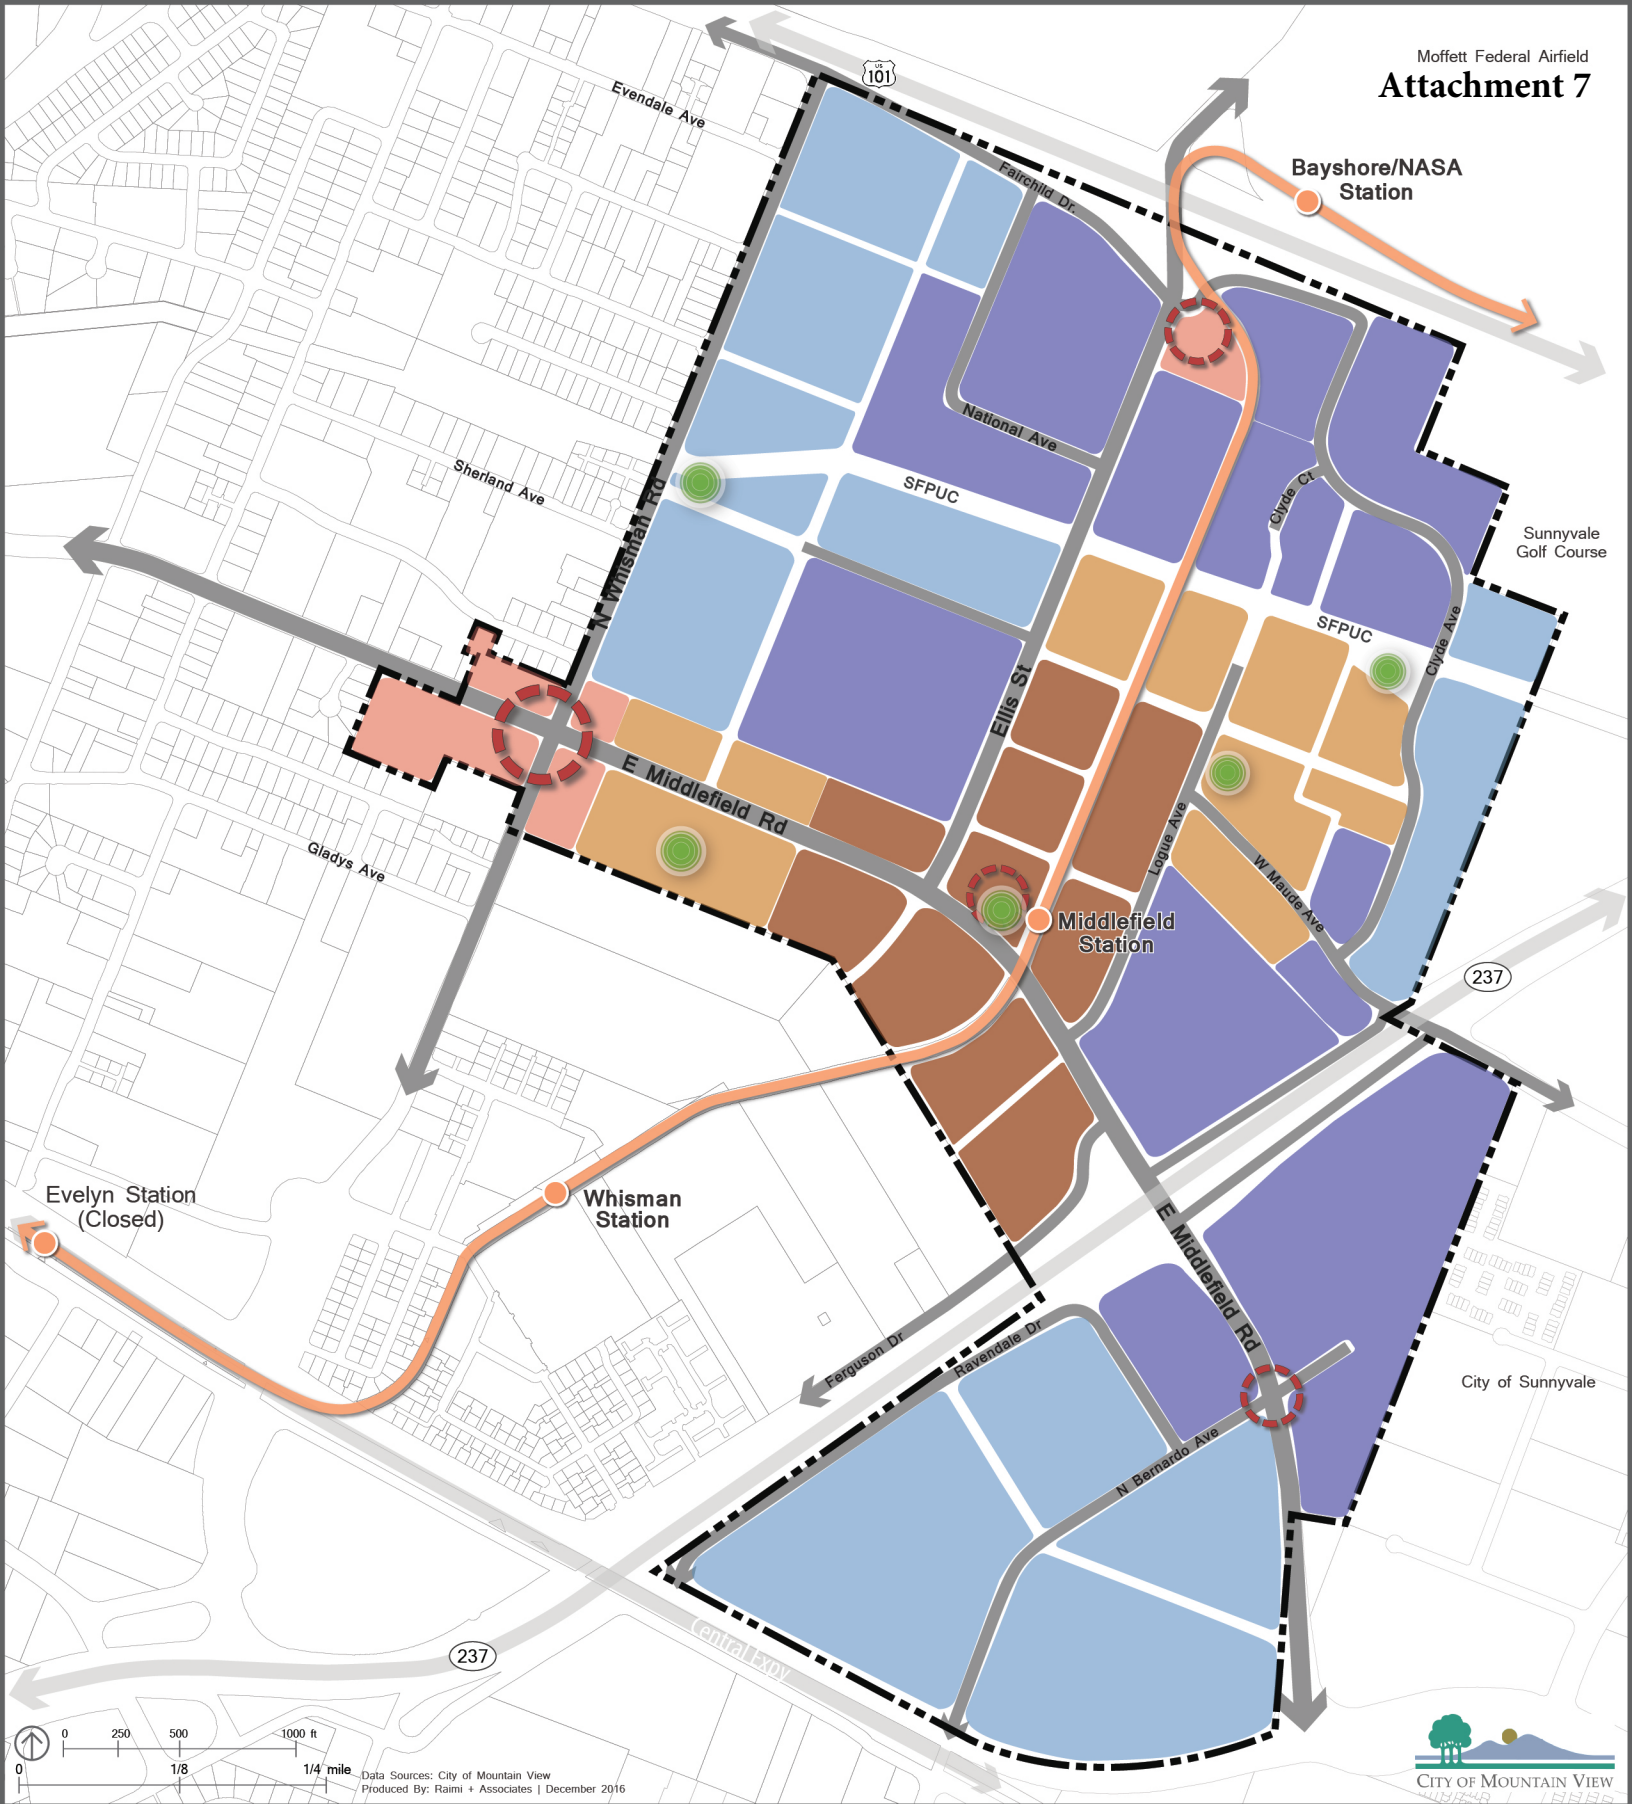 Moffett Federal Airfield
Attachment 7
US
101
Evendale Ave
Bayshore/NASA
Station
Fairchild Dr.
National Ave
Sherland Ave
SFPUC
Clyde Ct
Sunnyvale
Golf Course
N Whisman Rd
SFPUC
Clyde Ave
Ellis St
E Middlefield Rd
Gladys Ave
Logue Ave
W Maude Ave
Middlefield
Station
237
Evelyn Station
(Closed)
Whisman
Station
E Middlefield Rd
Ferguson Dr
Ravendale Dr
City of Sunnyvale
N Bernardo Ave
237
Central Expy
0 250 500 1000 ft
0 1/8 1/4 mile
Data Sources: City of Mountain View
Produced By: Raimi + Associates | December 2016
CITY OF MOUNTAIN VIEW